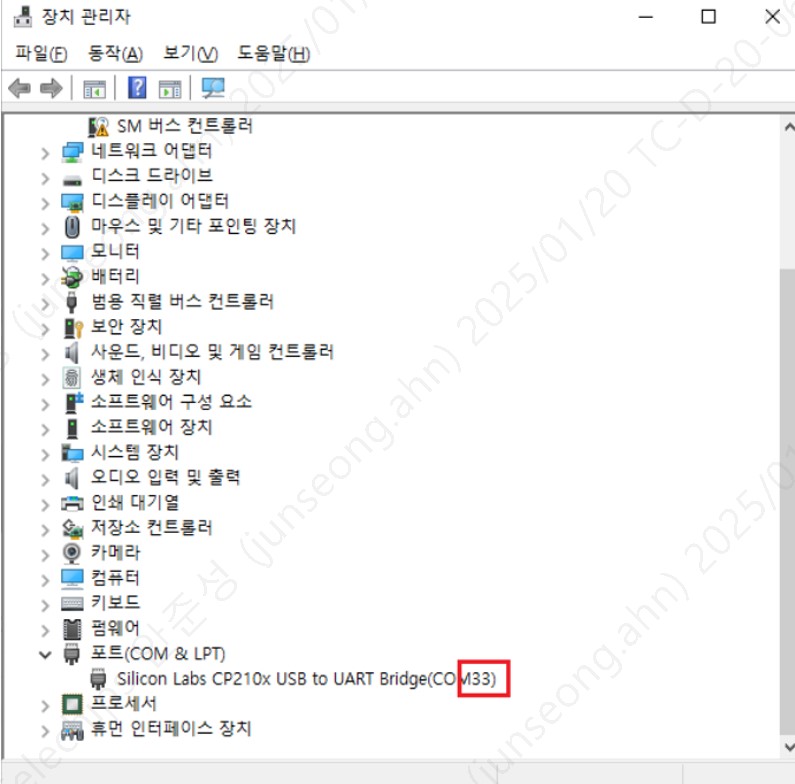 장치 관리자
파일(F) 동작(A) 보기(V) 도움말(H)
SM 버스 컨트롤러
네트워크 어댑터
디스크 드라이브
디스플레이 어댑터
마우스 및 기타 포인팅 장치
모니터
배터리
범용 직렬 버스 컨트롤러
보안 장치
사운드, 비디오 및 게임 컨트롤러
생체 인식 장치
소프트웨어 구성 요소
소프트웨어 장치
시스템 장치
오디오 입력 및 출력
인쇄 대기열
저장소 컨트롤러
카메라
컴퓨터
키보드
펌웨어
포트(COM & LPT)
Silicon Labs CP210x USB to UART Bridge(COM33)
프로세서
휴먼 인터페이스 장치
(junseong.ahn) 2025/01/20 TC-D-20-06
안준성 (junseong.ahn) 2025/01/20
(junseong.ahn) 2025/01